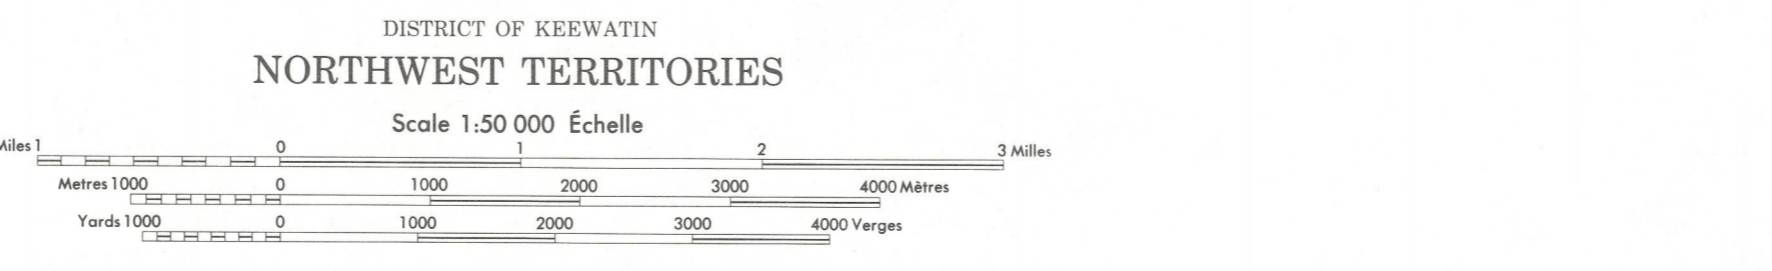 DISTRICT OF KEEWATIN
NORTHWEST TERRITORIES
Scale 1:50 000 Échelle
Miles 1 0 1 2 3 Milles
Metres 1000 0 1000 2000 3000 4000 Mètres
Yards 1000 0 1000 2000 3000 4000 Verges